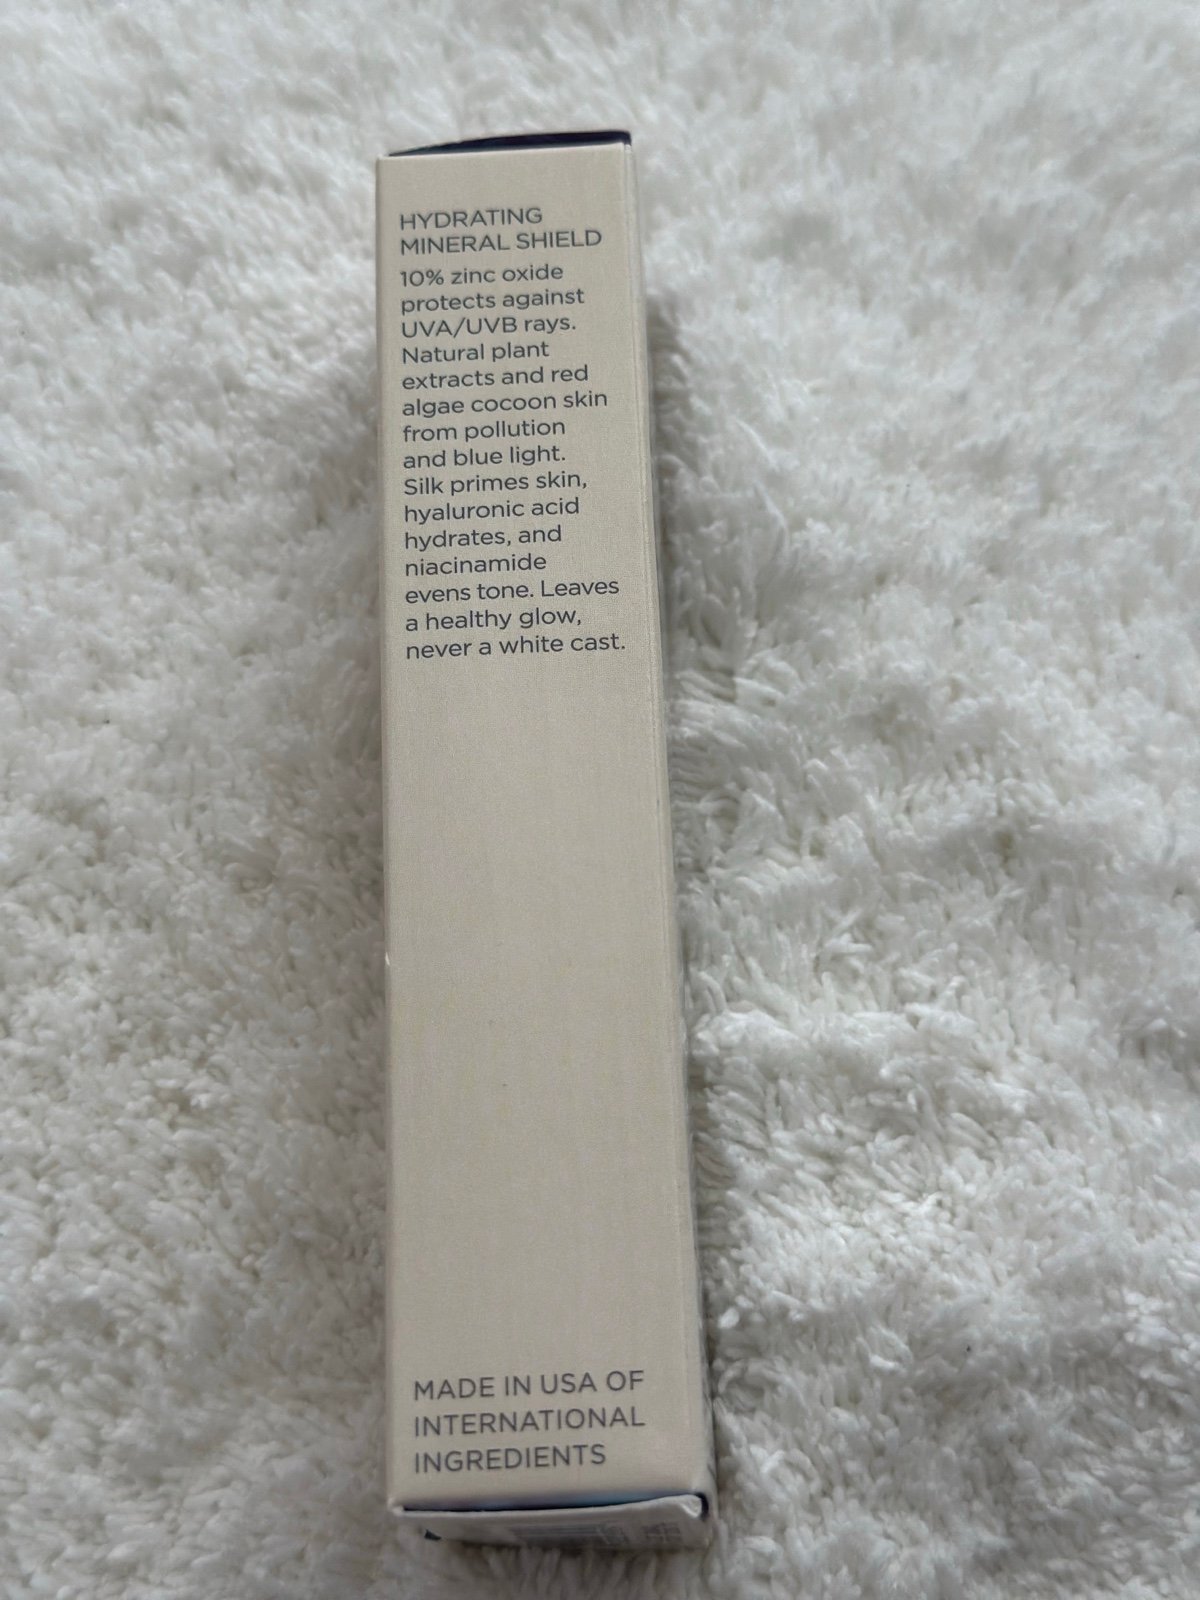 HYDRATING
MINERAL SHIELD
10% zinc oxide
protects against
UVA/UVB rays.
Natural plant
extracts and red
algae cocoon skin
from pollution
and blue light.
Silk primes skin,
hyaluronic acid
hydrates, and
niacinamide
evens tone. Leaves
a healthy glow,
never a white cast.
MADE IN USA OF
INTERNATIONAL
INGREDIENTS